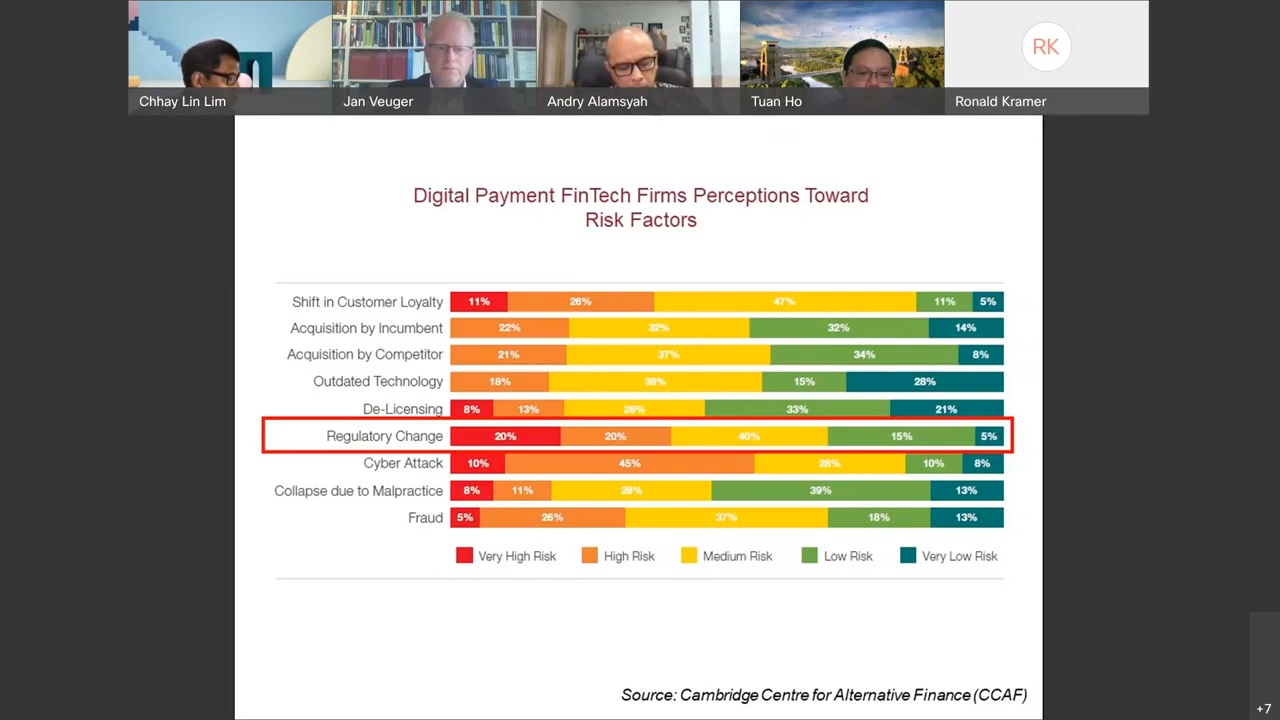 Chhay Lin Lim
Jan Veuger
Andry Alamsyah
Tuan Ho
RK
Ronald Kramer
Digital Payment FinTech Firms Perceptions Toward
Risk Factors
Shift in Customer Loyalty 11% 26% 47% 11% 5%
Acquisition by Incumbent 22% 32% 32% 14%
Acquisition by Competitor 21% 37% 34% 8%
Outdated Technology 18% 38% 15% 28%
De-Licensing 8% 13% 26% 33% 21%
Regulatory Change 20% 20% 40% 15% 5%
Cyber Attack 10% 45% 28% 10% 8%
Collapse due to Malpractice 8% 11% 29% 39% 13%
Fraud 5% 26% 37% 18% 13%
Very High Risk High Risk Medium Risk Low Risk Very Low Risk
Source: Cambridge Centre for Alternative Finance (CCAF)
+7